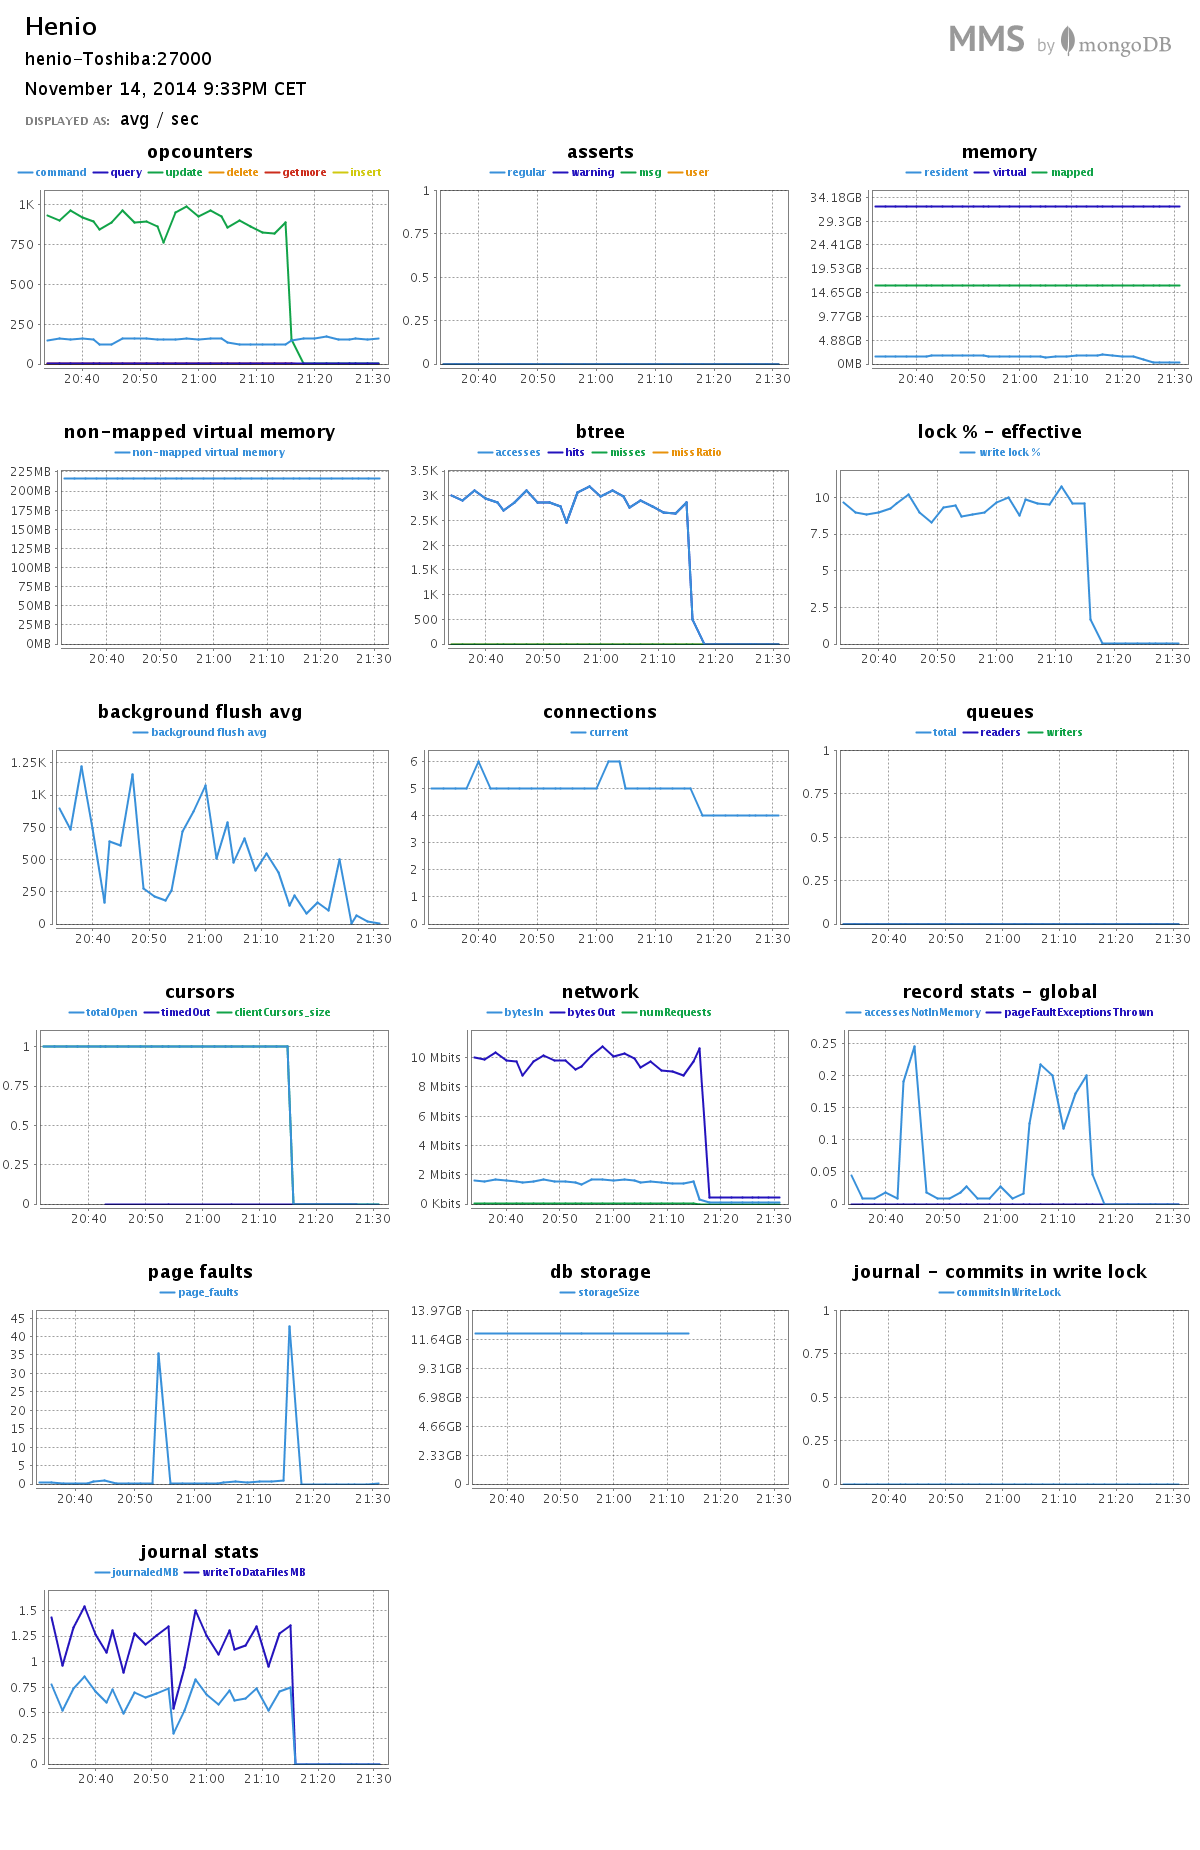 Henio
MMS by mongoDB
henio-Toshiba:27000
November 14, 2014 9:33PM CET
DISPLAYED AS: avg / sec
opcounters
command query update delete getmore insert
1K
750
500
250
0
20:40 20:50 21:00 21:10 21:20 21:30
asserts
regular warning msg user
1
0.75
0.5
0.25
0
20:40 20:50 21:00 21:10 21:20 21:30
memory
resident virtual mapped
34.18GB
29.3GB
24.41GB
19.53GB
14.65GB
9.77GB
4.88GB
0MB
20:40 20:50 21:00 21:10 21:20 21:30
non-mapped virtual memory
non-mapped virtual memory
225MB
200MB
175MB
150MB
125MB
100MB
75MB
50MB
25MB
0MB
20:40 20:50 21:00 21:10 21:20 21:30
btree
accesses hits misses missRatio
3.5K
3K
2.5K
2K
1.5K
1K
500
0
20:40 20:50 21:00 21:10 21:20 21:30
lock % - effective
write lock %
10
7.5
5
2.5
0
20:40 20:50 21:00 21:10 21:20 21:30
background flush avg
background flush avg
1.25K
1K
750
500
250
0
20:40 20:50 21:00 21:10 21:20 21:30
connections
current
6
5
4
3
2
1
0
20:40 20:50 21:00 21:10 21:20 21:30
queues
total readers writers
1
0.75
0.5
0.25
0
20:40 20:50 21:00 21:10 21:20 21:30
cursors
totalOpen timedOut clientCursors_size
1
0.75
0.5
0.25
0
20:40 20:50 21:00 21:10 21:20 21:30
network
bytesIn bytesOut numRequests
10 Mbits
8 Mbits
6 Mbits
4 Mbits
2 Mbits
0 Kbits
20:40 20:50 21:00 21:10 21:20 21:30
record stats - global
accessesNotInMemory pageFaultExceptionsThrown
0.25
0.2
0.15
0.1
0.05
0
20:40 20:50 21:00 21:10 21:20 21:30
page faults
page_faults
45
40
35
30
25
20
15
10
5
0
20:40 20:50 21:00 21:10 21:20 21:30
db storage
storageSize
13.97GB
11.64GB
9.31GB
6.98GB
4.66GB
2.33GB
0
20:40 20:50 21:00 21:10 21:20 21:30
journal - commits in write lock
commitsInWriteLock
1
0.75
0.5
0.25
0
20:40 20:50 21:00 21:10 21:20 21:30
journal stats
journaledMB writeToDataFilesMB
1.5
1.25
1
0.75
0.5
0.25
0
20:40 20:50 21:00 21:10 21:20 21:30